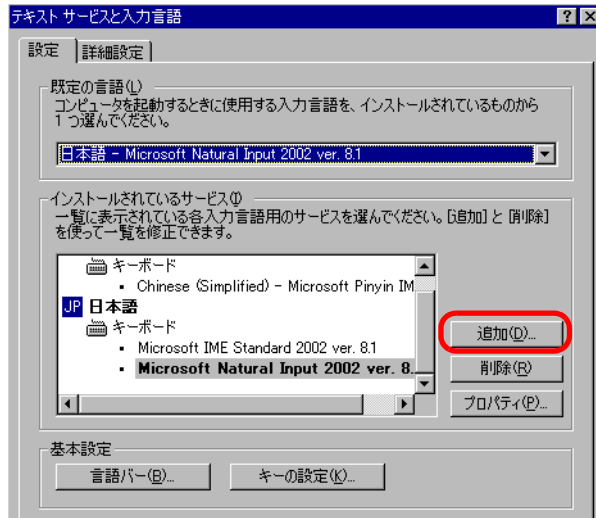 テキスト サービスと入力言語
設定
詳細設定
既定の言語(L)
コンピュータを起動するときに使用する入力言語を、インストールされているものから
1 つ選んでください。
日本語 - Microsoft Natural Input 2002 ver. 8.1
インストールされているサービス(I)
一覧に表示されている各入力言語用のサービスを選んでください。[追加] と [削除]
を使って一覧を修正できます。
キーボード
• Chinese (Simplified) - Microsoft Pinyin IM
JP 日本語
キーボード
• Microsoft IME Standard 2002 ver. 8.1
• Microsoft Natural Input 2002 ver. 8.
追加(D)...
削除(R)
プロパティ(P)...
基本設定
言語バー(B)...
キーの設定(K)...